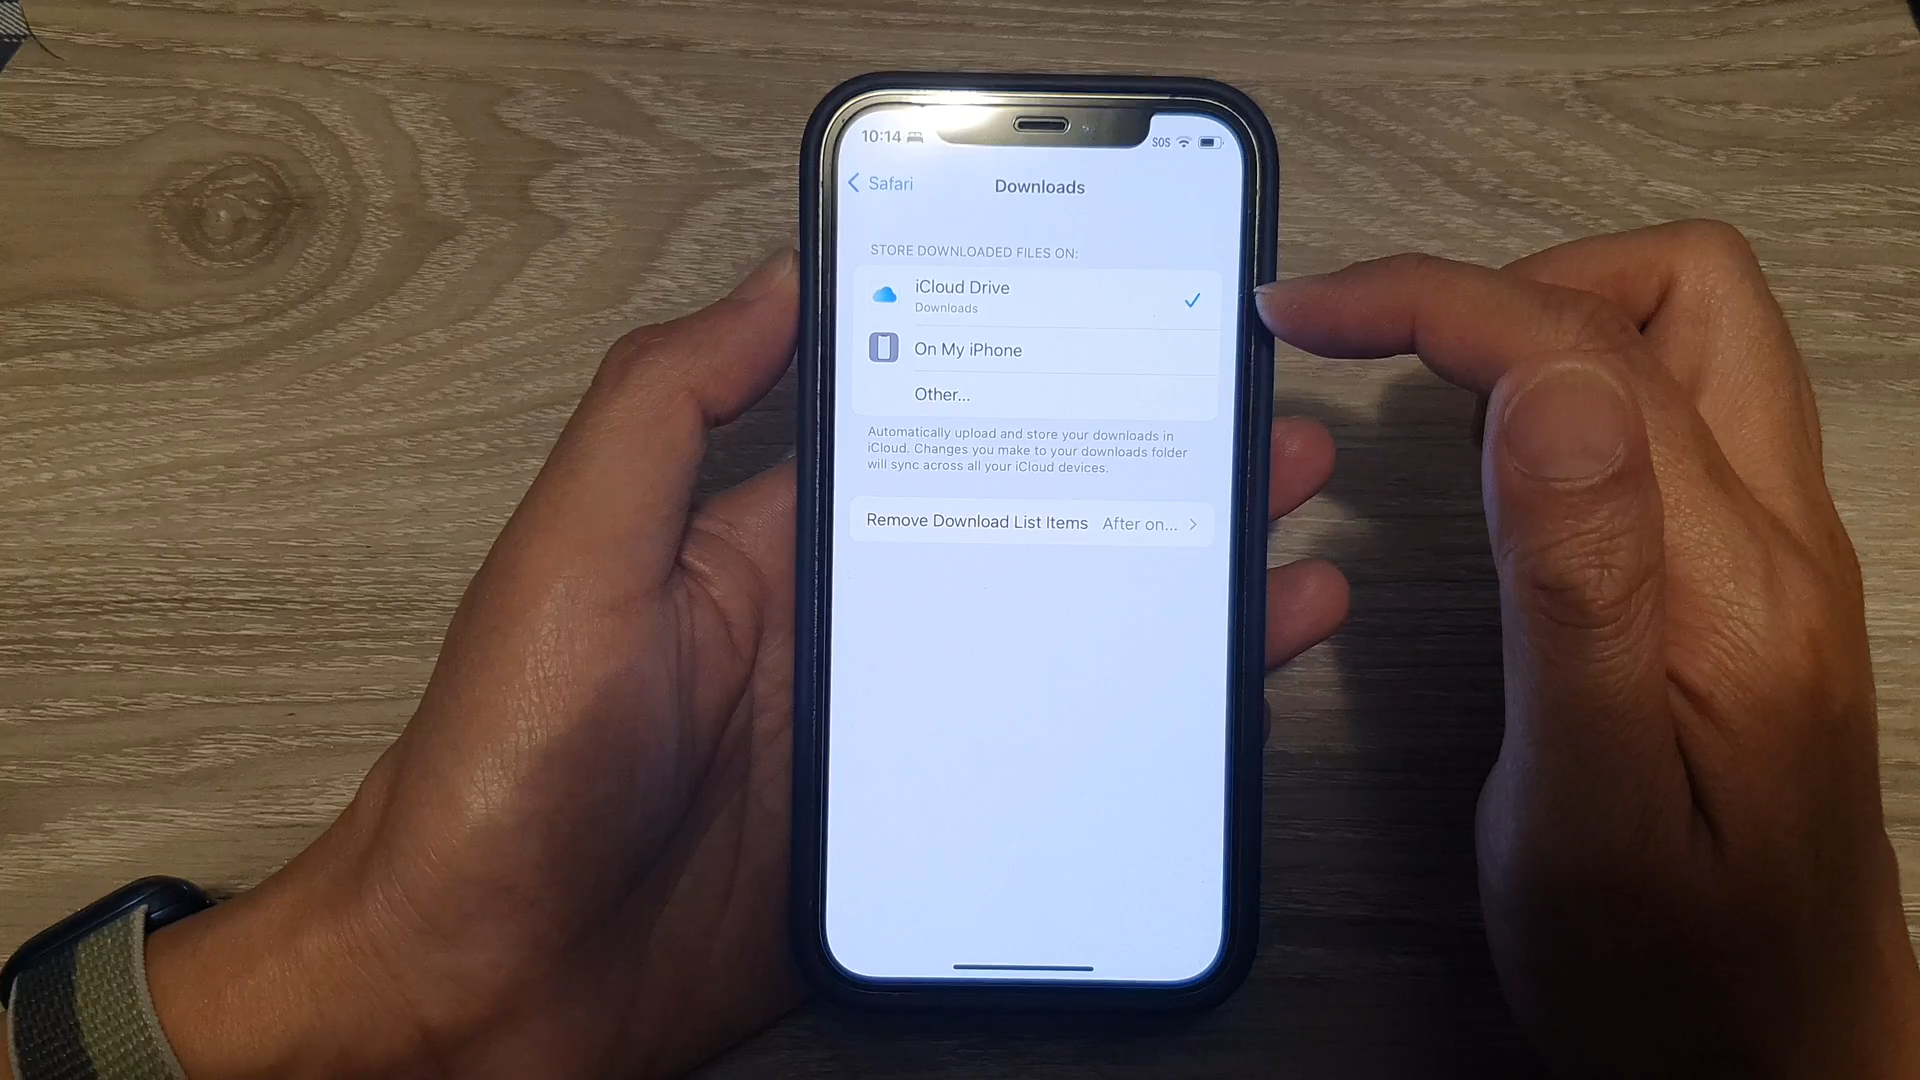 10:14
SOS
Safari
Downloads
STORE DOWNLOADED FILES ON:
iCloud Drive
Downloads
On My iPhone
Other...
Automatically upload and store your downloads in
iCloud. Changes you make to your downloads folder
will sync across all your iCloud devices.
Remove Download List Items After on...